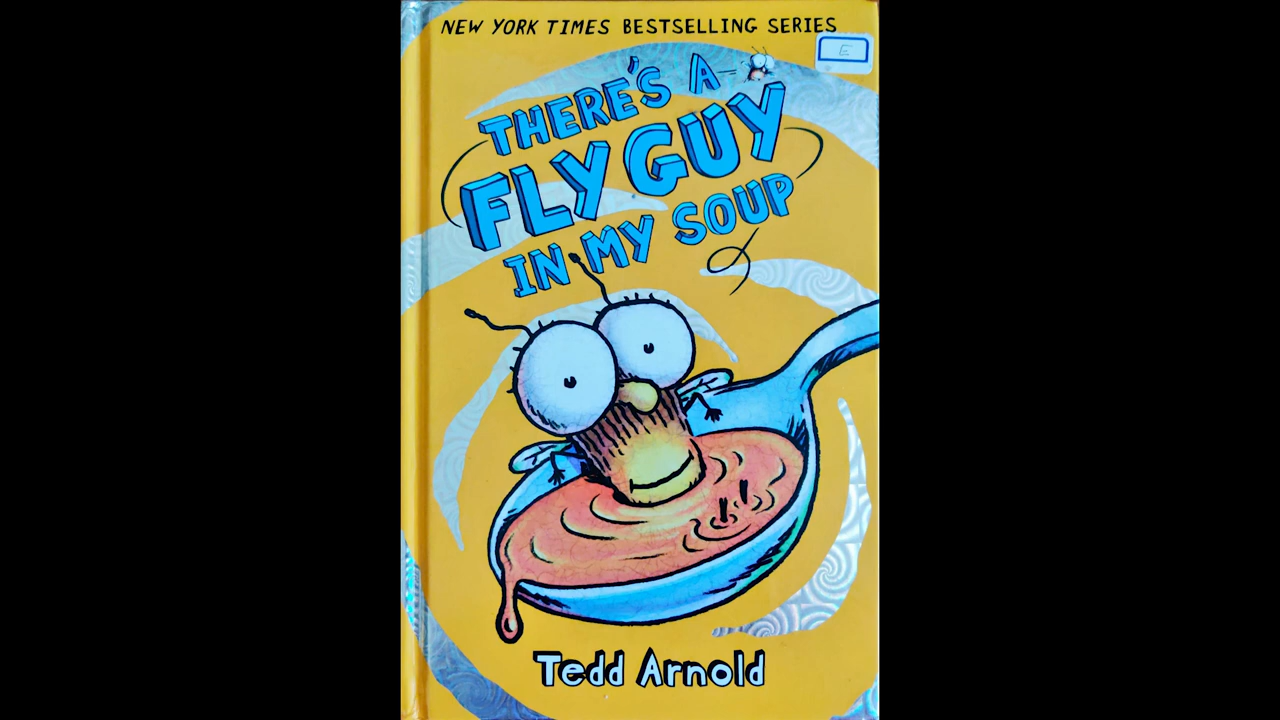 NEW YORK TIMES BESTSELLING SERIES
E
THERE'S A
FLY GUY
IN MY SOUP
Tedd Arnold